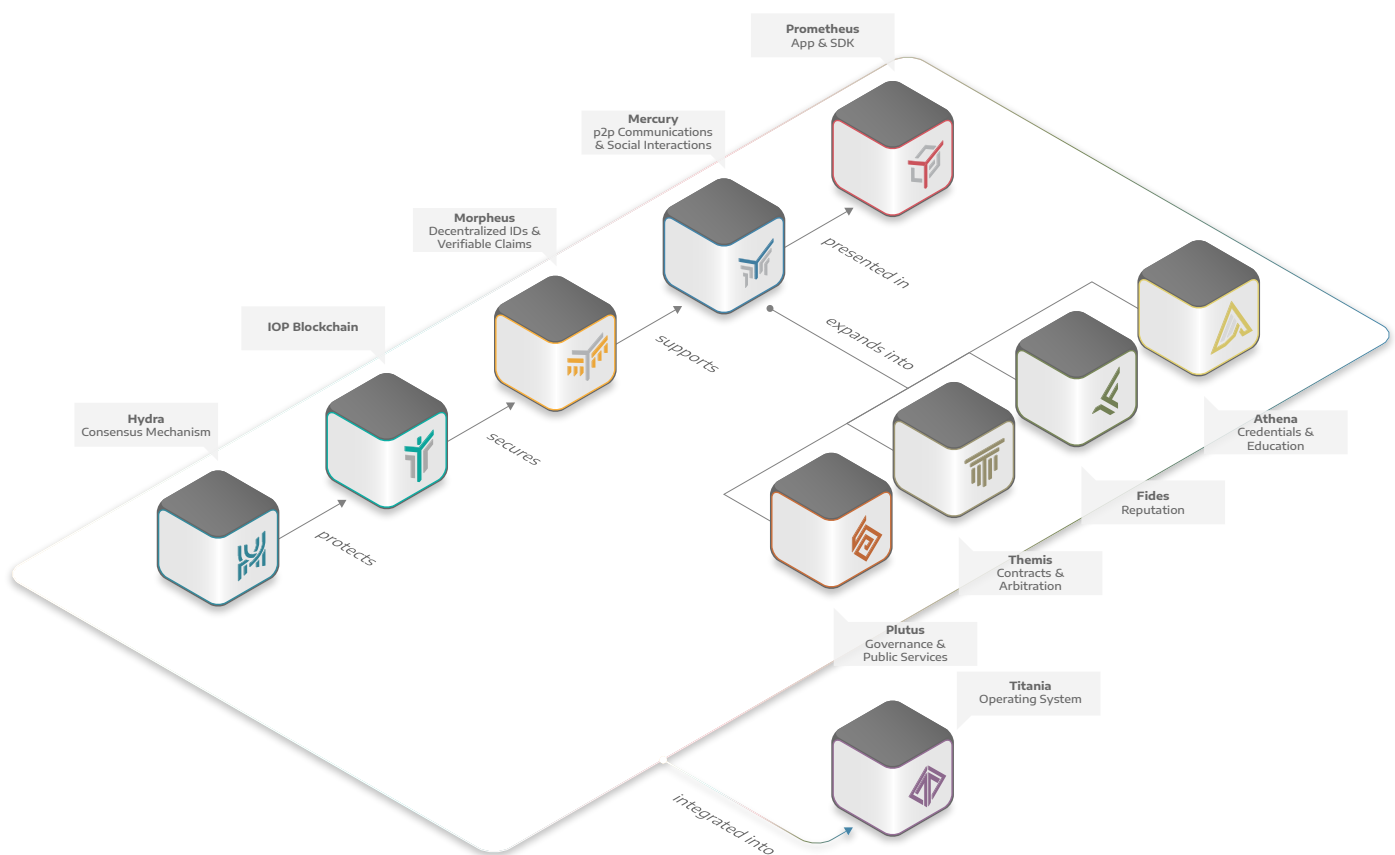 Prometheus
App & SDK
Mercury
p2p Communications
& Social Interactions
Morpheus
Decentralized IDs &
Verifiable Claims
presented in
IOP Blockchain
expands into
supports
Hydra
Consensus Mechanism
secures
Athena
Credentials &
Education
protects
Fides
Reputation
Themis
Contracts &
Arbitration
Plutus
Governance &
Public Services
Titania
Operating System
integrated into